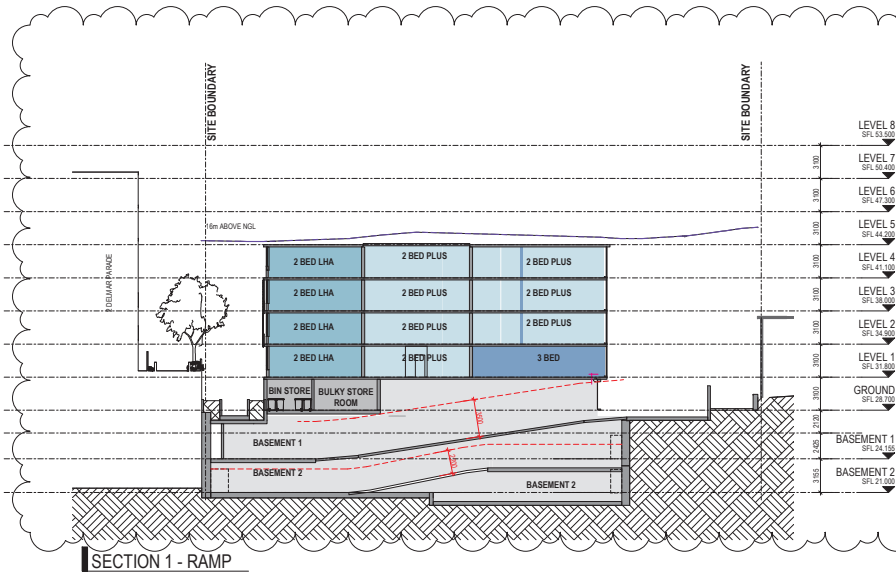 SITE BOUNDARY
SITE BOUNDARY
LEVEL 8
SFL 53.500
3100
LEVEL 7
SFL 50.400
3100
LEVEL 6
SFL 47.300
16m ABOVE NGL
3100
LEVEL 5
SFL 44.200
2 BED LHA
2 BED PLUS
2 BED PLUS
3100
LEVEL 4
SFL 41.100
2 DELMAR PARADE
2 BED LHA
2 BED PLUS
2 BED PLUS
3100
LEVEL 3
SFL 38.000
2 BED LHA
2 BED PLUS
2 BED PLUS
3100
LEVEL 2
SFL 34.900
2 BED LHA
2 BED PLUS
3 BED
3100
LEVEL 1
SFL 31.800
BIN STORE
BULKY STORE
ROOM
3100
GROUND
SFL 28.700
2120
BASEMENT 1
2425
BASEMENT 1
SFL 24.155
BASEMENT 2
BASEMENT 2
3155
BASEMENT 2
SFL 21.000
SECTION 1 - RAMP